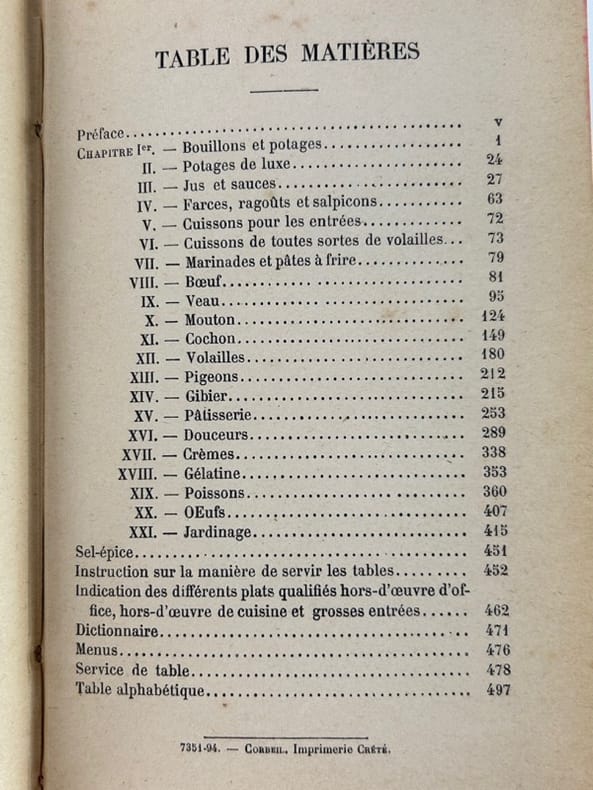 TABLE DES MATIÈRES
Préface................................................ v
CHAPITRE Ier. — Bouillons et potages.................... 1
II. — Potages de luxe......................... 24
III. — Jus et sauces........................... 27
IV. — Farces, ragoûts et salpicons............ 63
V. — Cuissons pour les entrées............... 72
VI. — Cuissons de toutes sortes de volailles... 73
VII. — Marinades et pâtes à frire.............. 79
VIII. — Bœuf.................................... 81
IX. — Veau.................................... 95
X. — Mouton.................................. 124
XI. — Cochon.................................. 149
XII. — Volailles............................... 180
XIII. — Pigeons................................. 212
XIV. — Gibier.................................. 215
XV. — Pâtisserie.............................. 253
XVI. — Douceurs................................ 289
XVII. — Crèmes.................................. 338
XVIII. — Gélatine................................ 353
XIX. — Poissons................................ 360
XX. — OEufs................................... 407
XXI. — Jardinage............................... 415
Sel-épice............................................... 451
Instruction sur la manière de servir les tables......... 452
Indication des différents plats qualifiés hors-d'œuvre d'of-
fice, hors-d'œuvre de cuisine et grosses entrées...... 462
Dictionnaire............................................ 471
Menus................................................... 476
Service de table........................................ 478
Table alphabétique...................................... 497
7351-94. — CORBEIL. Imprimerie CRÉTÉ.